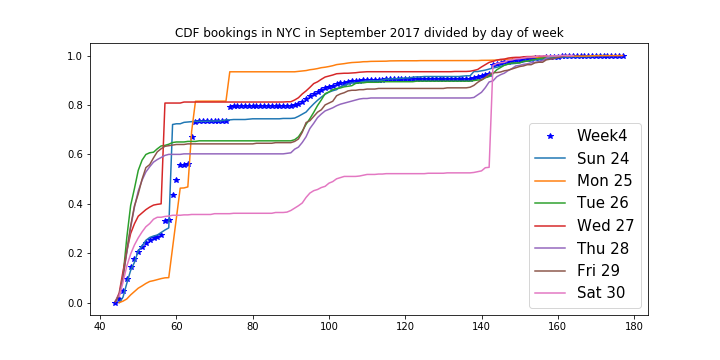 CDF bookings in NYC in September 2017 divided by day of week
1.0
0.8
0.6
0.4
0.2
0.0
40 60 80 100 120 140 160 180
Week4
Sun 24
Mon 25
Tue 26
Wed 27
Thu 28
Fri 29
Sat 30